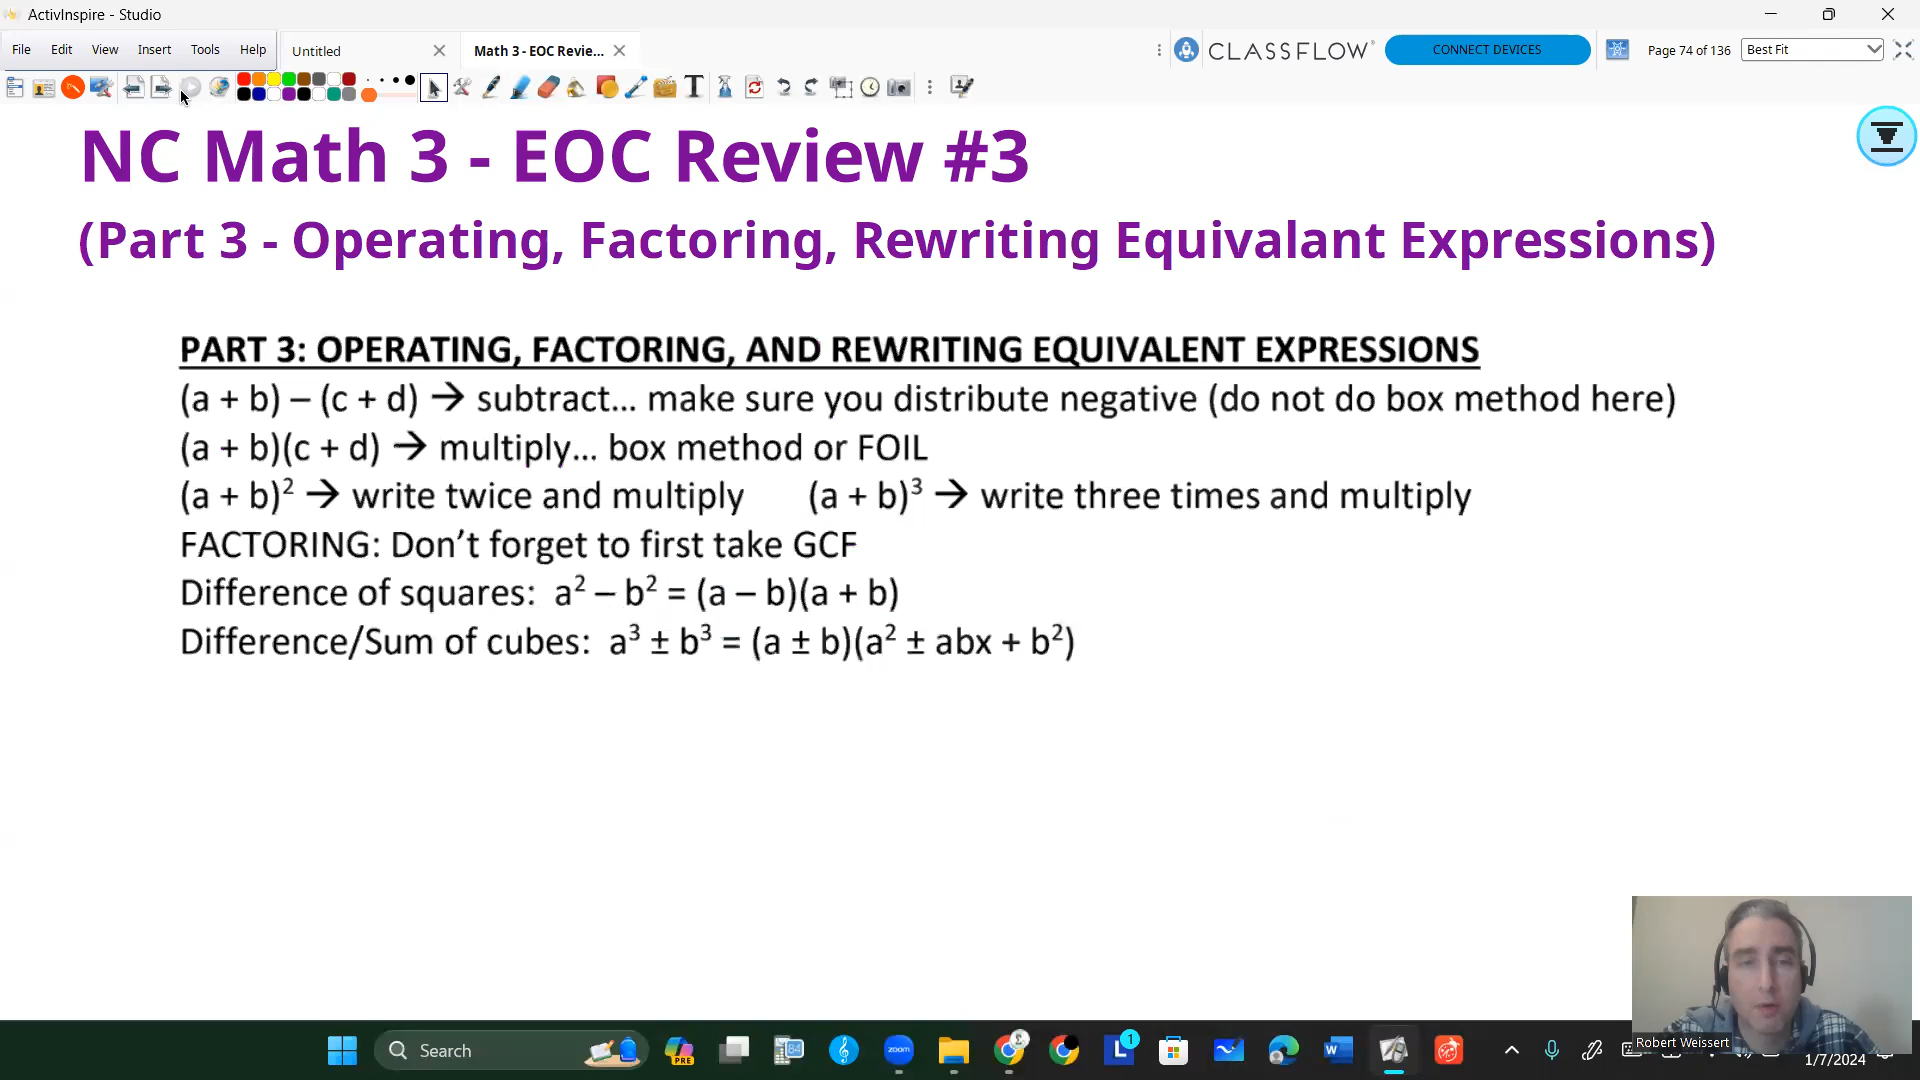 ActivInspire - Studio
File Edit View Insert Tools Help
Untitled
Math 3 - EOC Revie...
CLASSFLOW
CONNECT DEVICES
Page 74 of 136
Best Fit
NC Math 3 - EOC Review #3
(Part 3 - Operating, Factoring, Rewriting Equivalant Expressions)
PART 3: OPERATING, FACTORING, AND REWRITING EQUIVALENT EXPRESSIONS
(a + b) – (c + d) → subtract... make sure you distribute negative (do not do box method here)
(a + b)(c + d) → multiply... box method or FOIL
(a + b)² → write twice and multiply (a + b)³ → write three times and multiply
FACTORING: Don't forget to first take GCF
Difference of squares: a² – b² = (a – b)(a + b)
Difference/Sum of cubes: a³ ± b³ = (a ± b)(a² ± abx + b²)
Robert Weissert
Search
PRE
84
zoom
L
1
W
1/7/2024